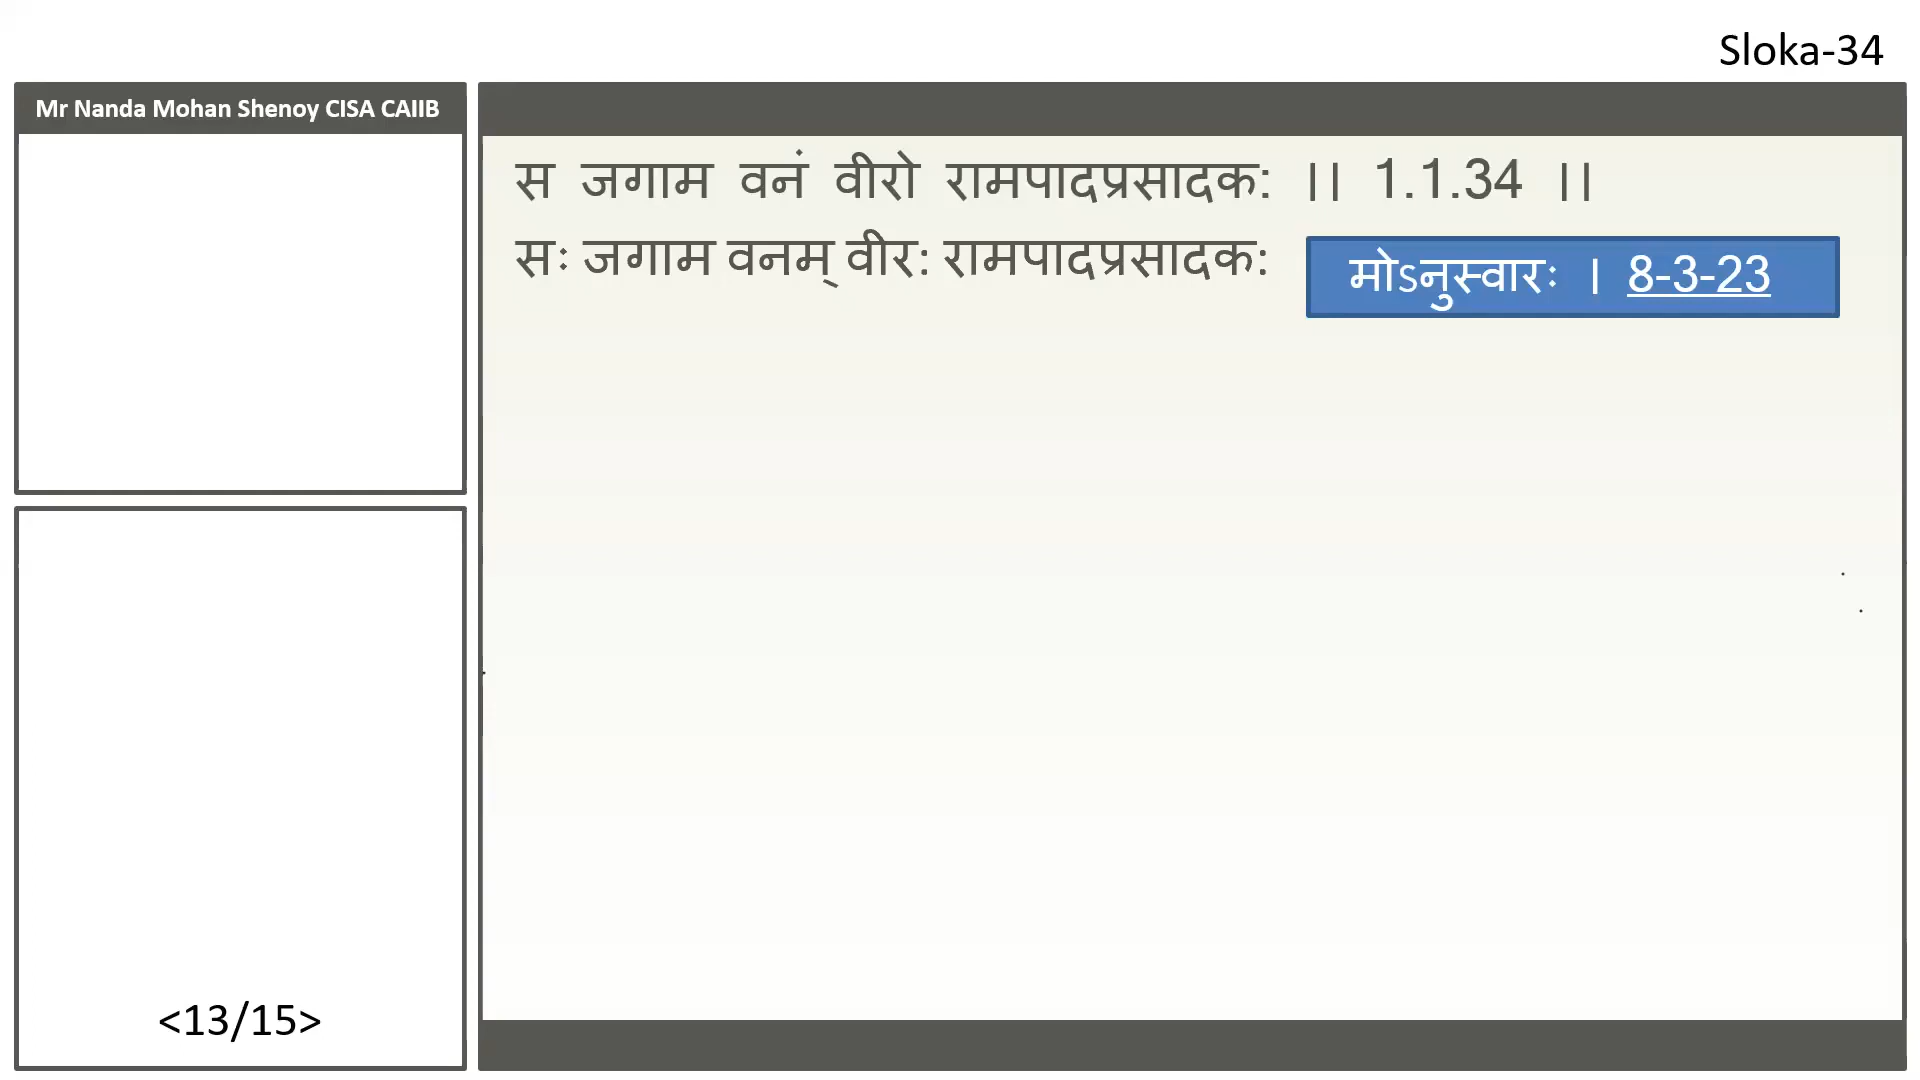 Sloka-34
Mr Nanda Mohan Shenoy CISA CAIIB
स जगाम वनं वीरो रामपादप्रसादक: ।। 1.1.34 ।।
सः जगाम वनम् वीर: रामपादप्रसादक:
मोऽनुस्वारः । 8-3-23
<13/15>